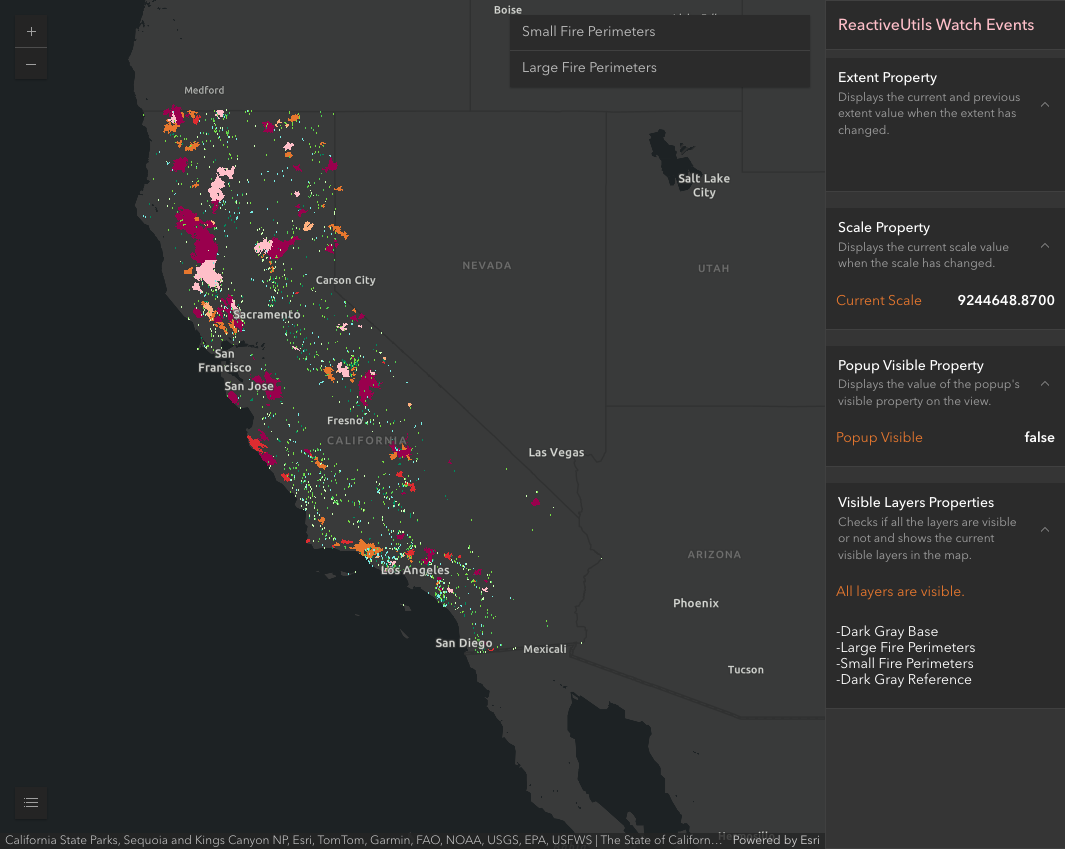 Boise
Small Fire Perimeters
Large Fire Perimeters
Medford
Salt Lake
City
NEVADA
UTAH
Carson City
Sacramento
San
Francisco
San Jose
Fresno
CALIFORNIA
Las Vegas
ARIZONA
Los Angeles
Phoenix
San Diego
Mexicali
Tucson
California State Parks, Sequoia and Kings Canyon NP, Esri, TomTom, Garmin, FAO, NOAA, USGS, EPA, USFWS | The State of Californ…
Powered by Esri
ReactiveUtils Watch Events
Extent Property
Displays the current and previous
extent value when the extent has
changed.
Scale Property
Displays the current scale value
when the scale has changed.
Current Scale 9244648.8700
Popup Visible Property
Displays the value of the popup's
visible property on the view.
Popup Visible false
Visible Layers Properties
Checks if all the layers are visible
or not and shows the current
visible layers in the map.
All layers are visible.
-Dark Gray Base
-Large Fire Perimeters
-Small Fire Perimeters
-Dark Gray Reference